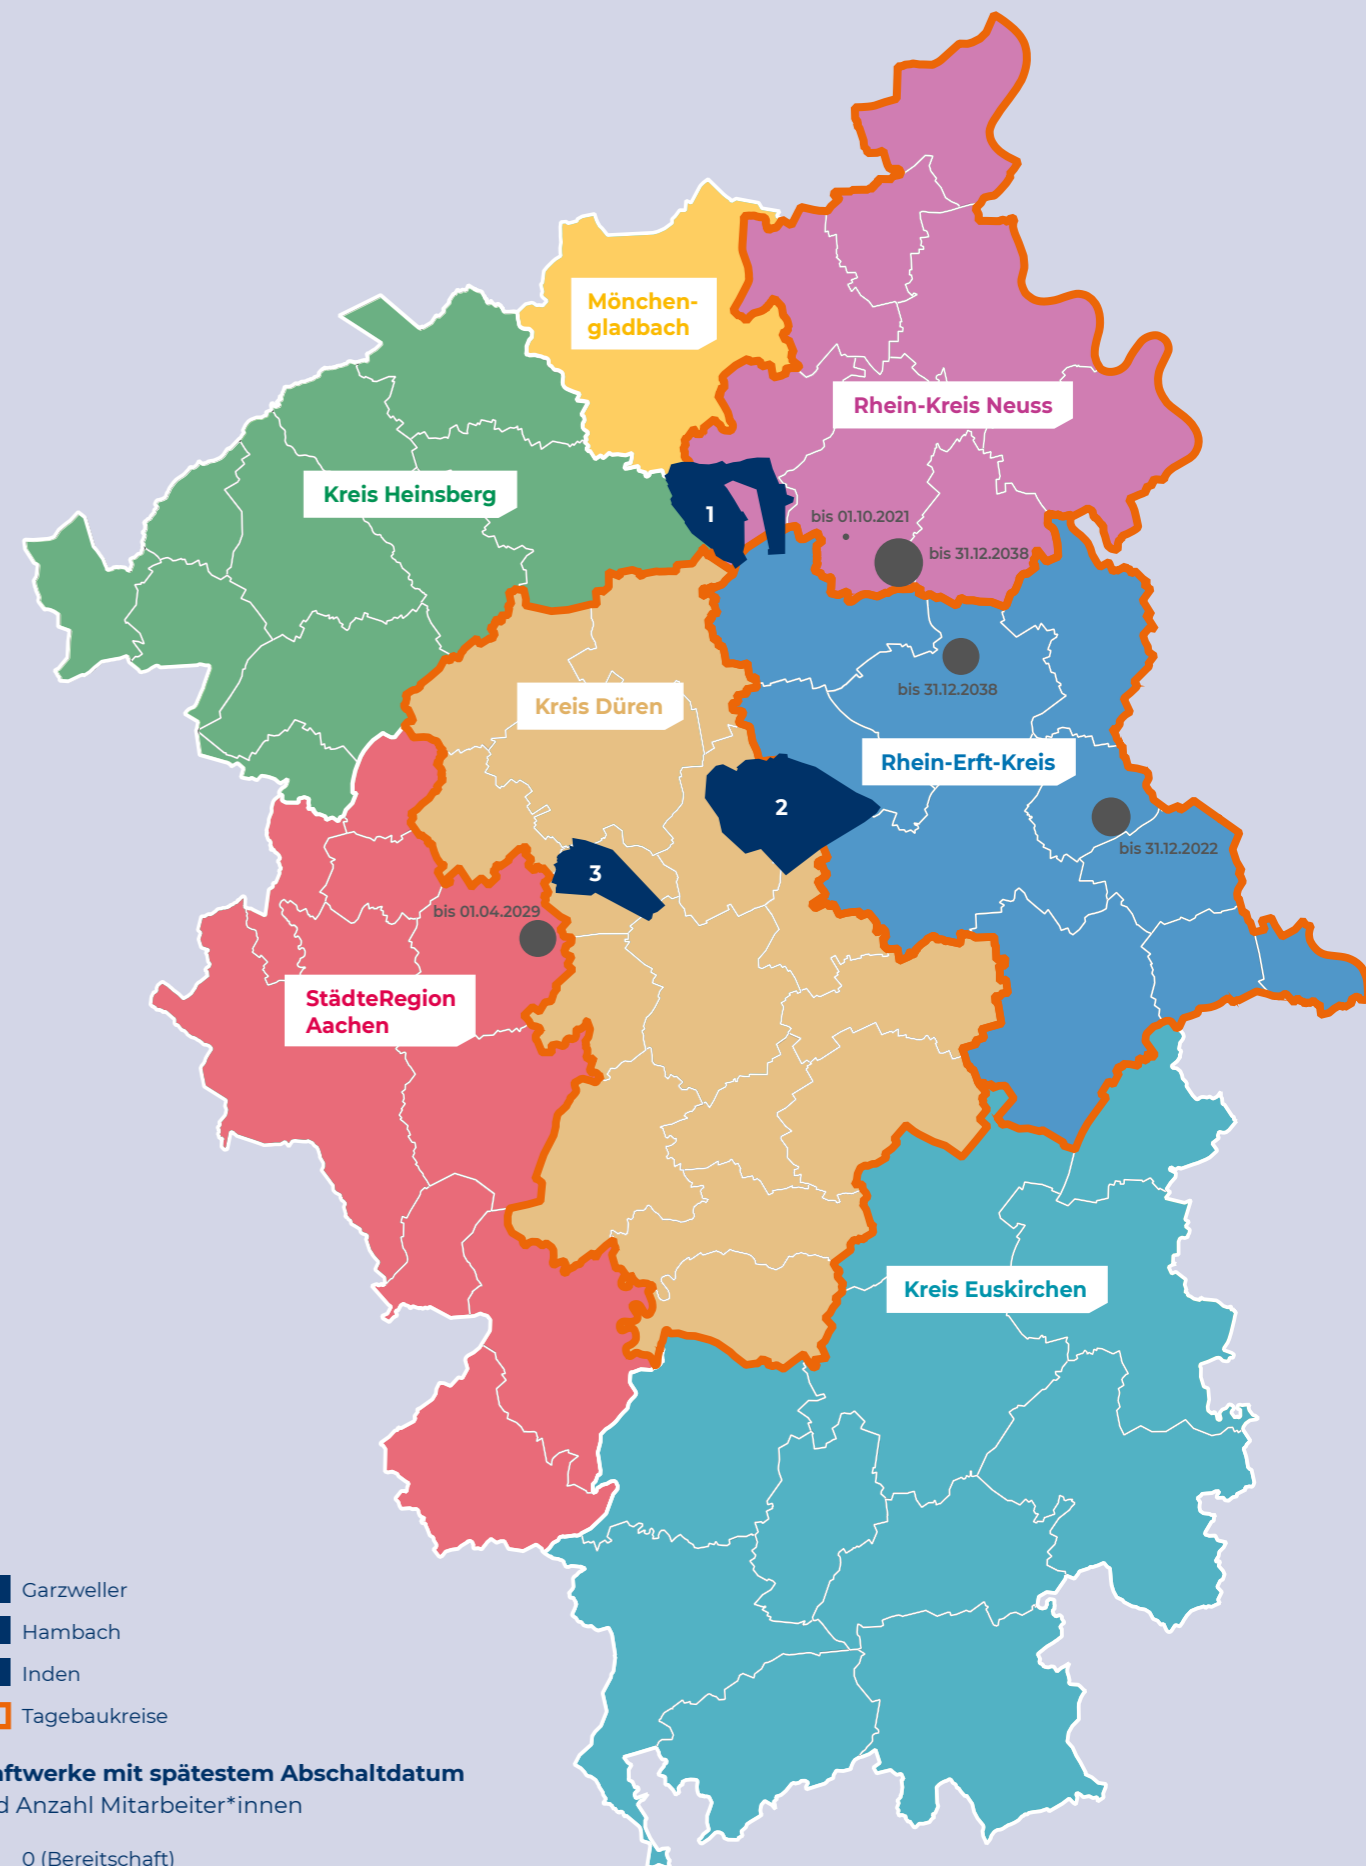 Mönchen-
gladbach
Rhein-Kreis Neuss
Kreis Heinsberg
1
bis 01.10.2021
bis 31.12.2038
bis 31.12.2038
Kreis Düren
Rhein-Erft-Kreis
2
bis 31.12.2022
3
bis 01.04.2029
StädteRegion
Aachen
Kreis Euskirchen
Garzweller
Hambach
Inden
Tagebaukreise
aftwerke mit spätestem Abschaltdatum
d Anzahl Mitarbeiter*innen
0 (Bereitschaft)